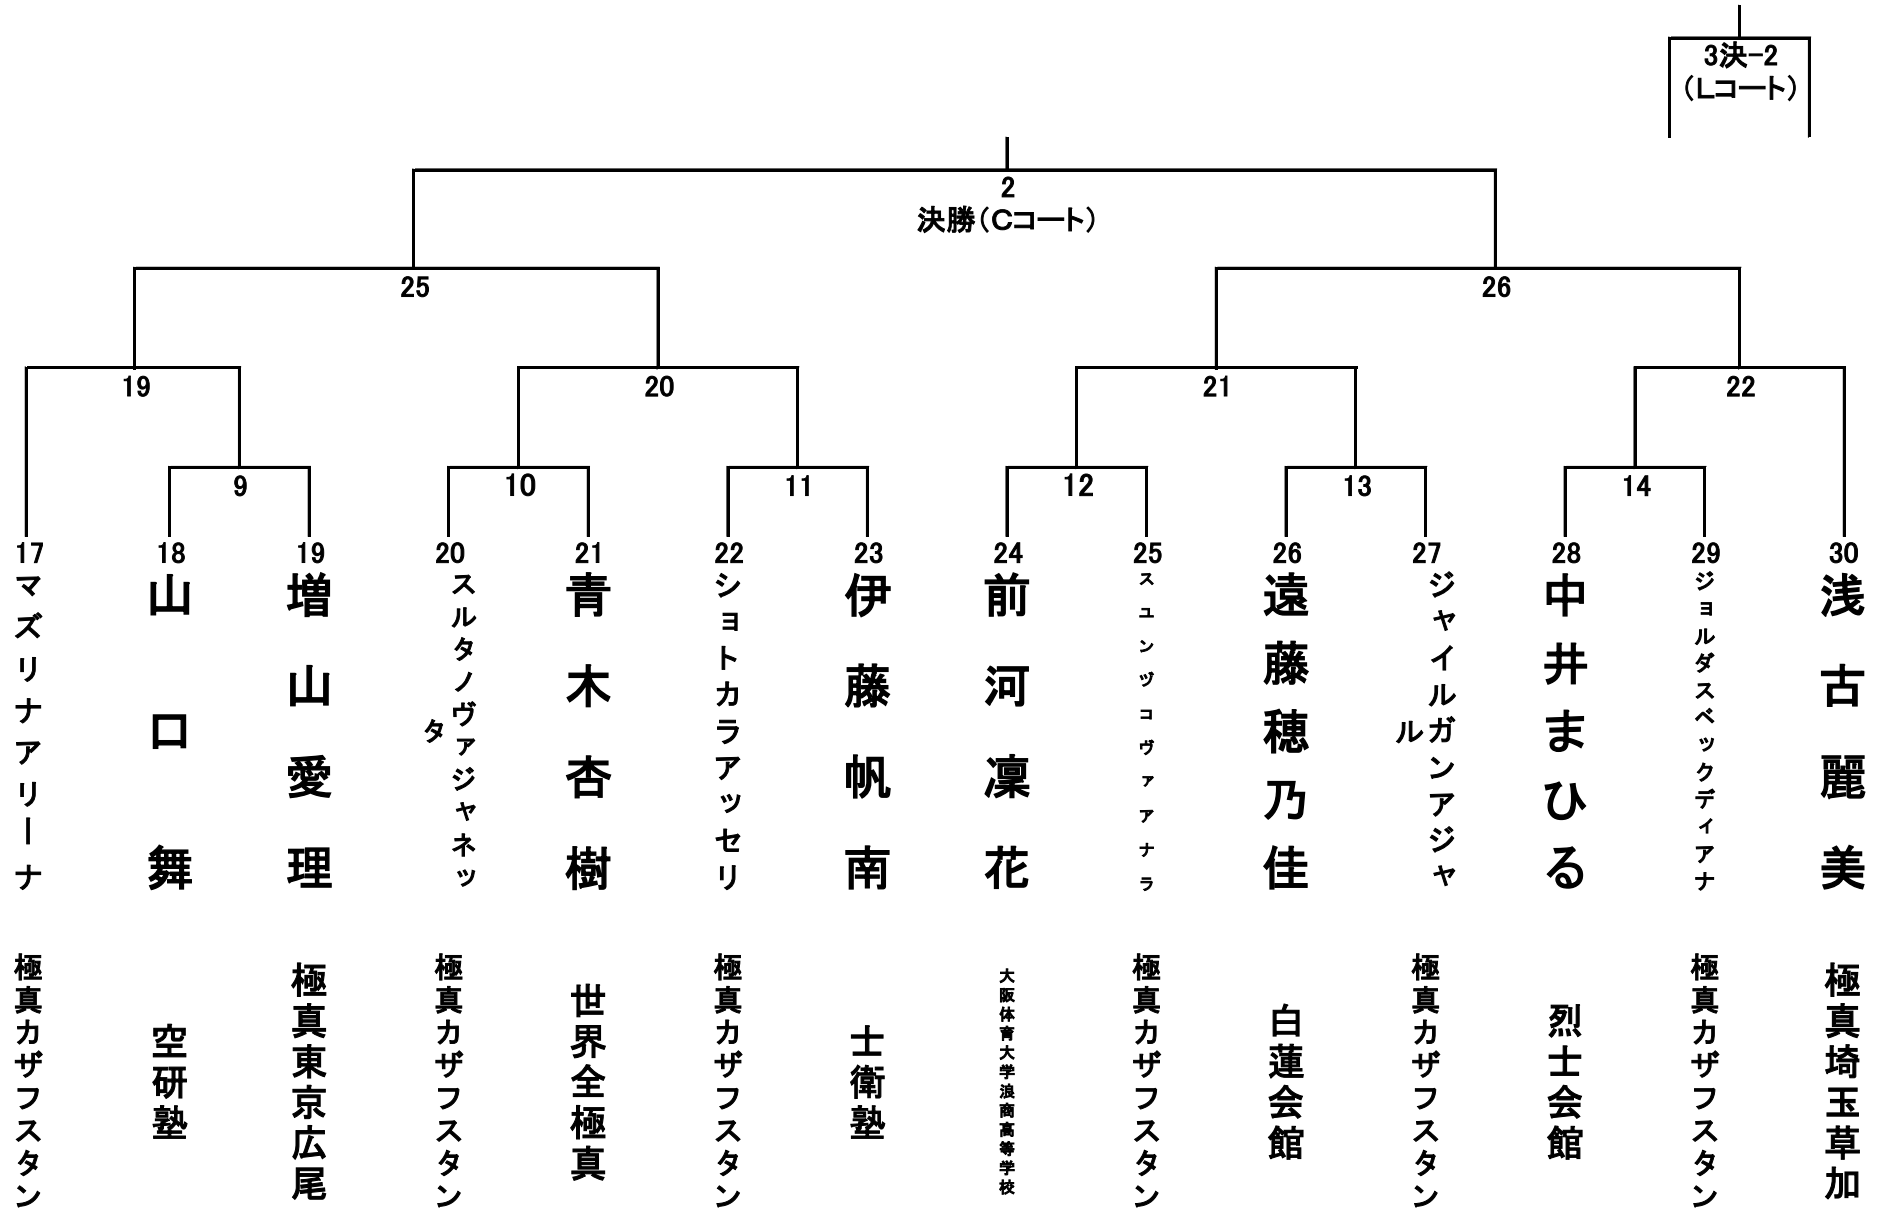 3決-2
（Lコート）
2
決勝（Cコート）
25
26
19
20
21
22
9
10
11
12
13
14
17
18
19
20
21
22
23
24
25
26
27
28
29
30
マズリナアリーナ
山口舞
増山愛理
スルタノヴァジャネッ
タ
青木杏樹
ショトカラアッセリ
伊藤帆南
前河凜花
スュンヅコヴァアナラ
遠藤穂乃佳
ジャイルガンアジャ
ル
中井まひる
ジョルダスベックディアナ
浅古麗美
極真カザフスタン
空研塾
極真東京広尾
極真カザフスタン
世界全極真
極真カザフスタン
士衛塾
大阪体育大学浪商高等学校
極真カザフスタン
白蓮会館
極真カザフスタン
烈士会館
極真カザフスタン
極真埼玉草加